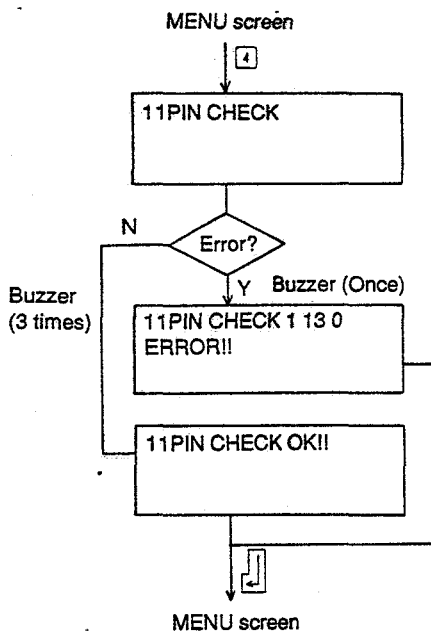 MENU screen
4
11PIN CHECK
N
Error?
Y
Buzzer (Once)
Buzzer
(3 times)
11PIN CHECK 1 13 0
ERROR!!
11PIN CHECK OK!!
MENU screen